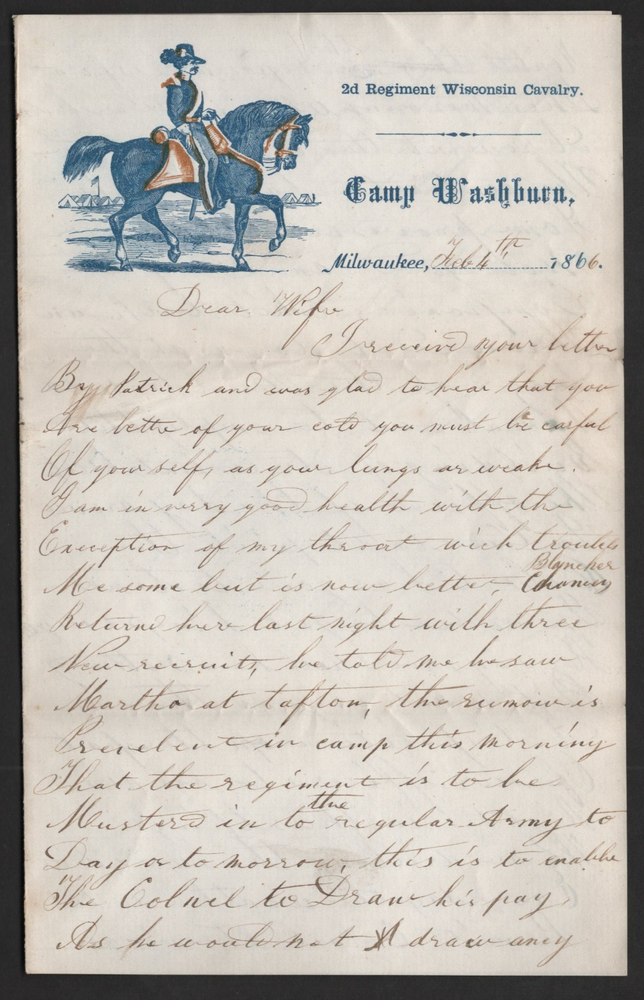 2d Regiment Wisconsin Cavalry.
Camp Washburn,
Milwaukee, Feb 4th 1866.
Dear Wife
I receivd your letter
By Patrick and was glad to hear that you
Are bette of your cold you must be carful
Of your self, as your lungs ar weak.
I am in verry good health with the
Exception of my throat wich troubles
Me some but is now better, Chancey
Blancher
Returnd here last night with three
New recruits, he told me he saw
Martha at tafton, the rumow is
Prevelent in camp this morning
That the regiment is to be
Musterd in to the regular Army to
Day or to morrow, this is to enable
The Colnel to Draw his pay,
As he would not draw aney